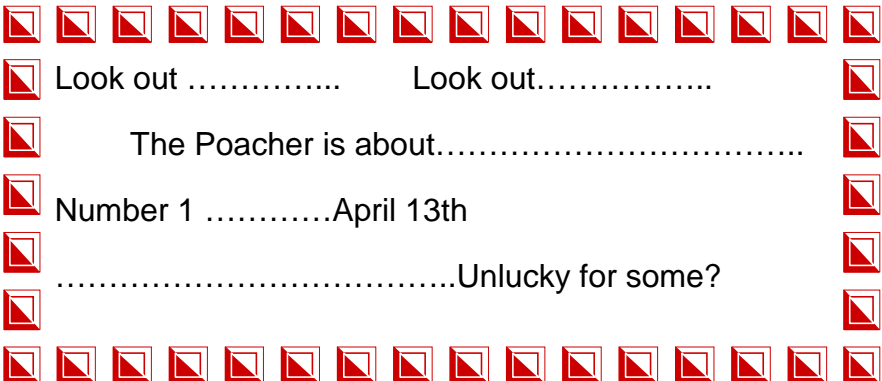 Look out …………... Look out……………..
The Poacher is about……………………………..
Number 1 …………April 13th
………………………………..Unlucky for some?